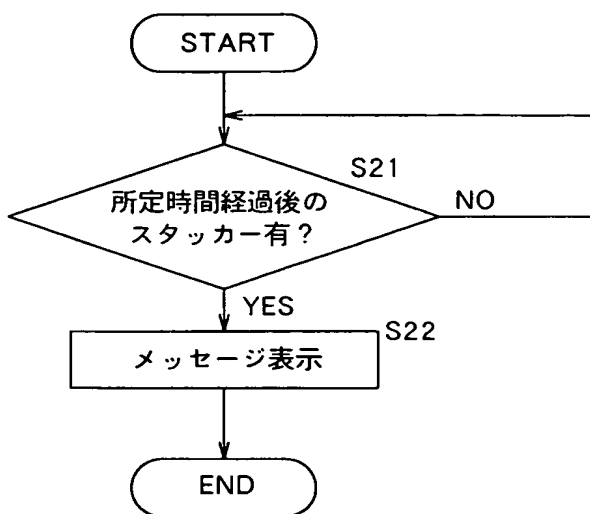 START
S21
所定時間経過後の
スタッカー有？
NO
YES
S22
メッセージ表示
END